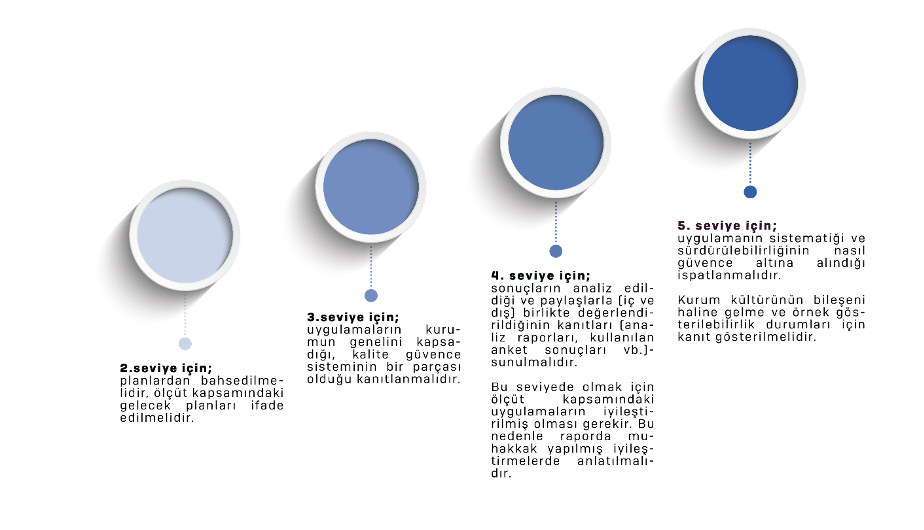 2.seviye için;
planlardan bahsedilme-
lidir, ölçüt kapsamındaki
gelecek planları ifade
edilmelidir.
3.seviye için;
uygulamaların kuru-
mun genelini kapsa-
dığı, kalite güvence
sisteminin bir parçası
olduğu kanıtlanmalıdır.
4. seviye için;
sonuçların analiz edil-
diği ve paylaşlarla (iç ve
dış) birlikte değerlendi-
rildiğinin kanıtları (ana-
liz raporları, kullanılan
anket sonuçları vb.)-
sunulmalıdır.
Bu seviyede olmak için
ölçüt kapsamındaki
uygulamaların iyileşti-
rilmiş olması gerekir. Bu
nedenle raporda mu-
hakkak yapılmış iyileş-
tirmelerde anlatılmalı-
dır.
5. seviye için;
uygulamanın sistematiği ve
sürdürülebilirliğinin nasıl
güvence altına alındığı
ispatlanmalıdır.
Kurum kültürünün bileşeni
haline gelme ve örnek gös-
terilebilirlik durumları için
kanıt gösterilmelidir.